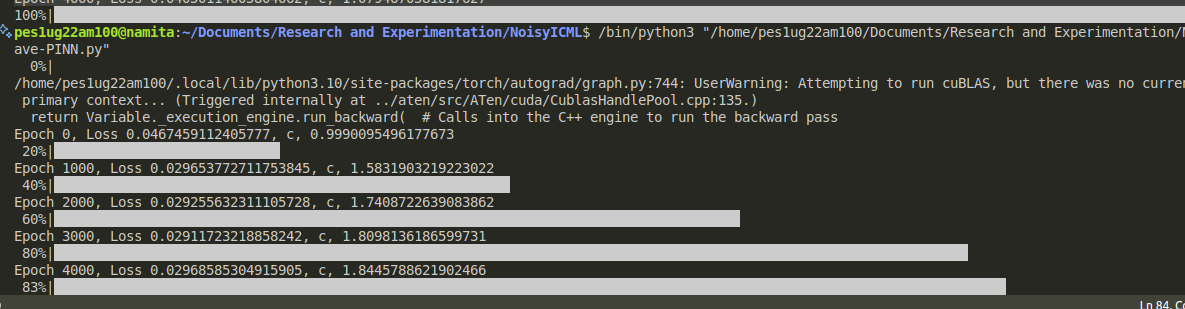 100%|
pes1ug22am100@namita:~/Documents/Research and Experimentation/NoisyICML$ /bin/python3 "/home/pes1ug22am100/Documents/Research and Experimentation/N
ave-PINN.py"
0%|
/home/pes1ug22am100/.local/lib/python3.10/site-packages/torch/autograd/graph.py:744: UserWarning: Attempting to run cuBLAS, but there was no curren
primary context... (Triggered internally at ../aten/src/ATen/cuda/CublasHandlePool.cpp:135.)
return Variable._execution_engine.run_backward(  # Calls into the C++ engine to run the backward pass
Epoch 0, Loss 0.0467459112405777, c, 0.9990095496177673
20%|
Epoch 1000, Loss 0.029653772711753845, c, 1.5831903219223022
40%|
Epoch 2000, Loss 0.029255632311105728, c, 1.7408722639083862
60%|
Epoch 3000, Loss 0.02911723218858242, c, 1.8098136186599731
80%|
Epoch 4000, Loss 0.02968585304915905, c, 1.8445788621902466
83%|
Ln 84, Co